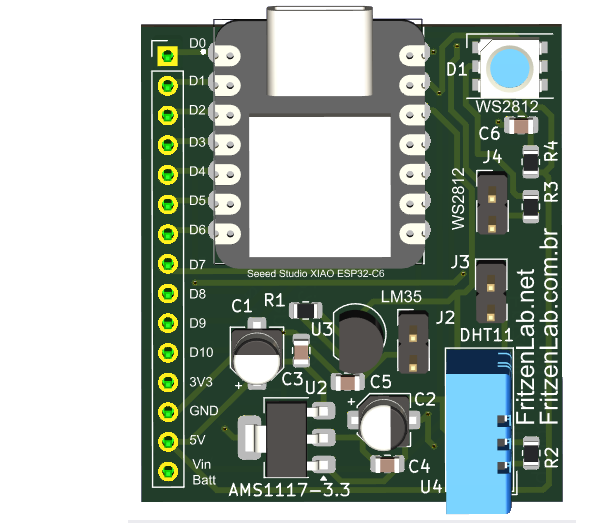 D0
D1
D2
D3
D4
D5
D6
D7
D8
D9
D10
3V3
GND
5V
Vin
Batt
Seeed Studio XIAO ESP32-C6
D1
WS2812
C6
J4
R4
R3
WS2812
J3
DHT11
FritzenLab.net
FritzenLab.com.br
LM35
J2
C1
R1
U3
C3
U2
C5
+
+
C2
C4
U4
R2
AMS1117-3.3